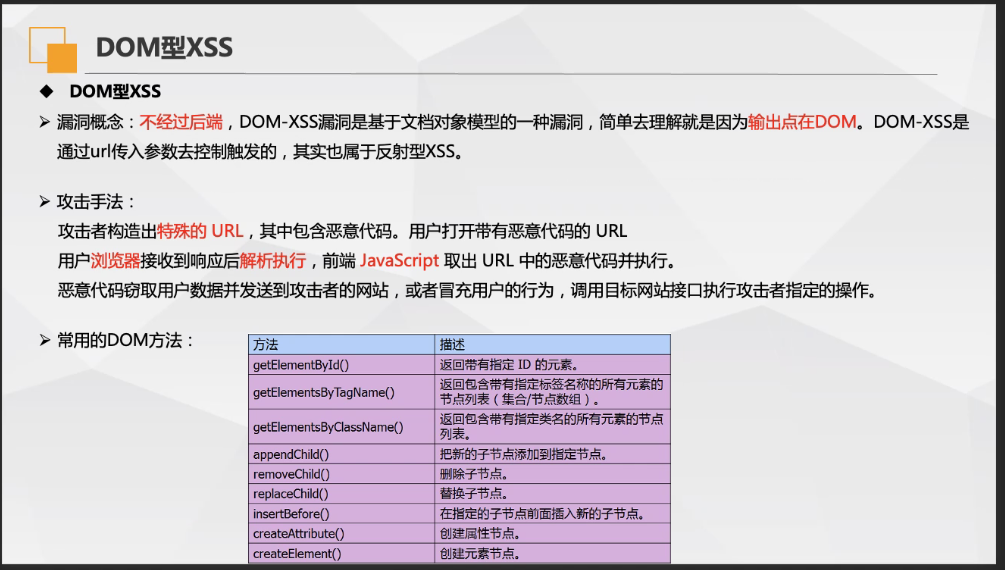 DOM型XSS
◆ DOM型XSS
➢ 漏洞概念：不经过后端，DOM-XSS漏洞是基于文档对象模型的一种漏洞，简单去理解就是因为输出点在DOM。DOM-XSS是
通过url传入参数去控制触发的，其实也属于反射型XSS。
➢ 攻击手法：
攻击者构造出特殊的 URL，其中包含恶意代码。用户打开带有恶意代码的 URL
用户浏览器接收到响应后解析执行，前端 JavaScript 取出 URL 中的恶意代码并执行。
恶意代码窃取用户数据并发送到攻击者的网站，或者冒充用户的行为，调用目标网站接口执行攻击者指定的操作。
➢ 常用的DOM方法：
方法 描述
getElementById() 返回带有指定 ID 的元素。
getElementsByTagName() 返回包含带有指定标签名称的所有元素的
节点列表（集合/节点数组）。
getElementsByClassName() 返回包含带有指定类名的所有元素的节点
列表。
appendChild() 把新的子节点添加到指定节点。
removeChild() 删除子节点。
replaceChild() 替换子节点。
insertBefore() 在指定的子节点前面插入新的子节点。
createAttribute() 创建属性节点。
createElement() 创建元素节点。